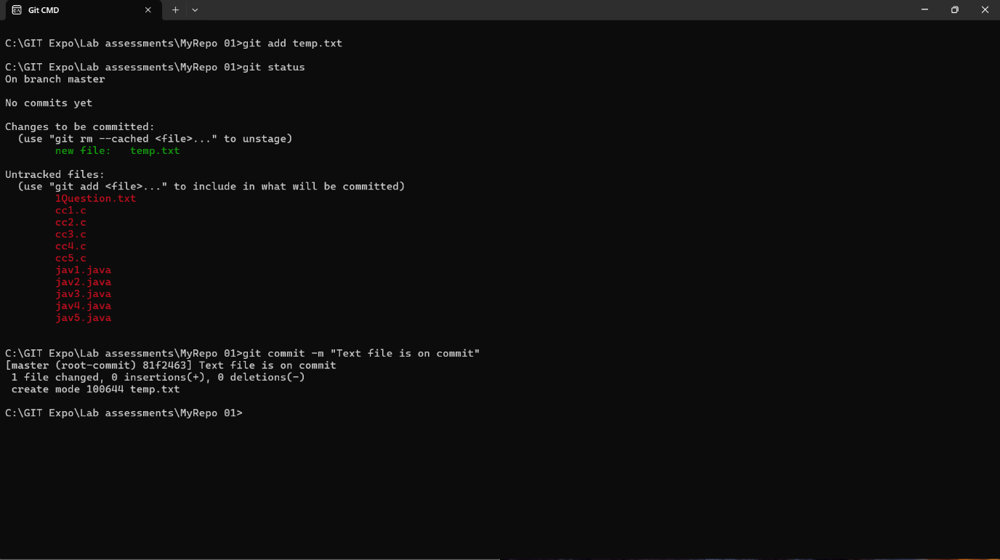 Git CMD
C:\GIT Expo\Lab assessments\MyRepo 01>git add temp.txt
C:\GIT Expo\Lab assessments\MyRepo 01>git status
On branch master
No commits yet
Changes to be committed:
  (use "git rm --cached <file>..." to unstage)
        new file:   temp.txt
Untracked files:
  (use "git add <file>..." to include in what will be committed)
        1Question.txt
        cc1.c
        cc2.c
        cc3.c
        cc4.c
        cc5.c
        jav1.java
        jav2.java
        jav3.java
        jav4.java
        jav5.java
C:\GIT Expo\Lab assessments\MyRepo 01>git commit -m "Text file is on commit"
[master (root-commit) 81f2463] Text file is on commit
 1 file changed, 0 insertions(+), 0 deletions(-)
 create mode 100644 temp.txt
C:\GIT Expo\Lab assessments\MyRepo 01>